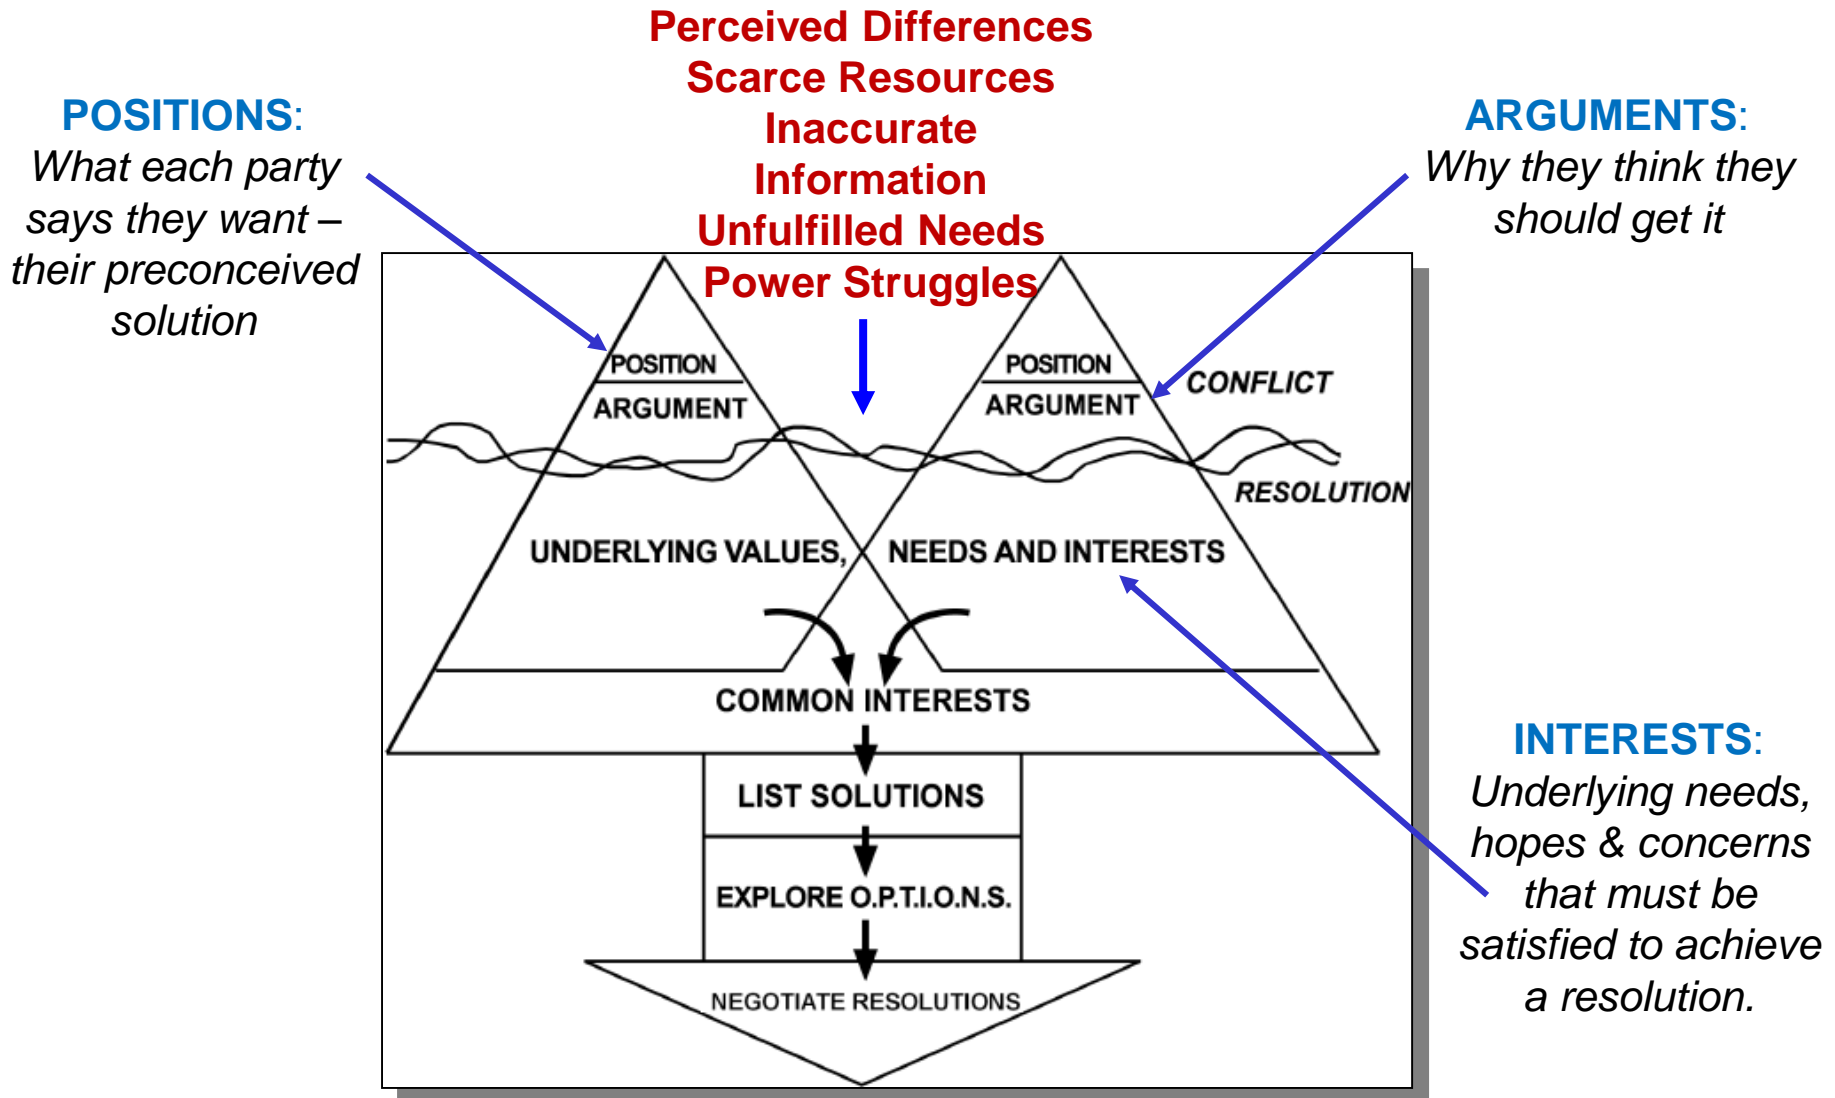 Perceived Differences
Scarce Resources
Inaccurate
Information
Unfulfilled Needs
Power Struggles
POSITIONS:
What each party
says they want –
their preconceived
solution
ARGUMENTS:
Why they think they
should get it
POSITION
ARGUMENT
POSITION
ARGUMENT
CONFLICT
RESOLUTION
UNDERLYING VALUES, NEEDS AND INTERESTS
COMMON INTERESTS
LIST SOLUTIONS
EXPLORE O.P.T.I.O.N.S.
NEGOTIATE RESOLUTIONS
INTERESTS:
Underlying needs,
hopes & concerns
that must be
satisfied to achieve
a resolution.